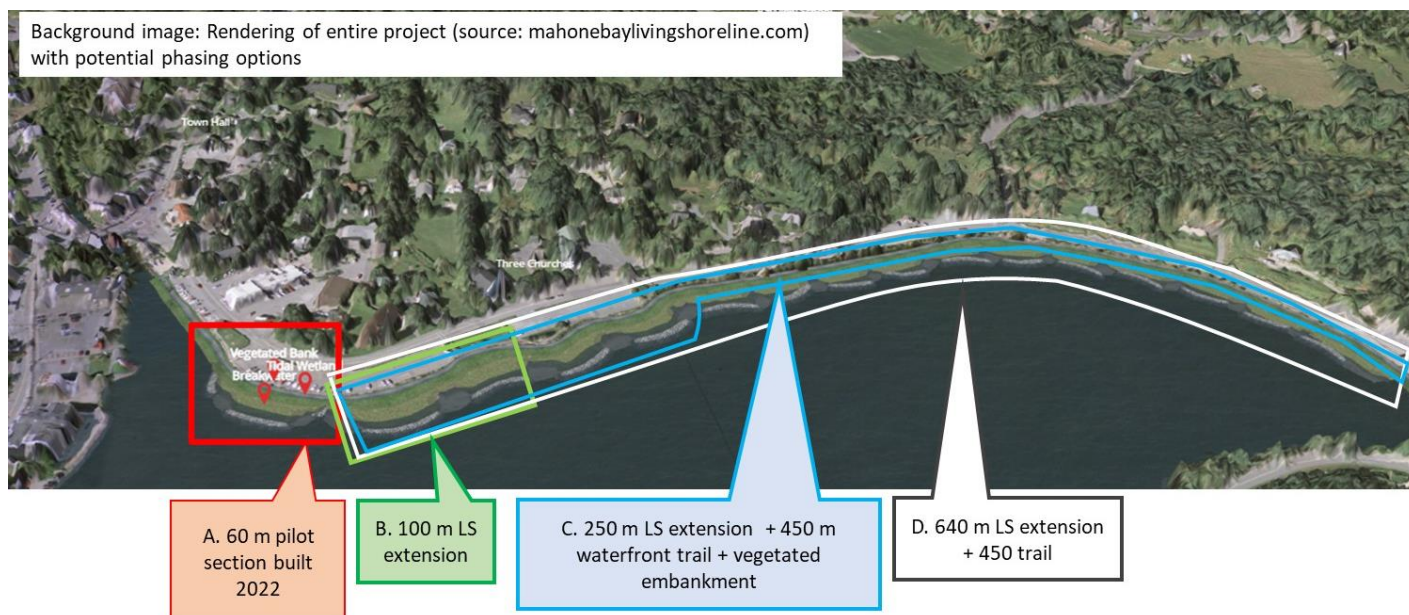 Background image: Rendering of entire project (source: mahonebaylivingshoreline.com)
with potential phasing options
Town Hall
Three Churches
Vegetated Bank
Tidal Wetlan
Breakwater
A. 60 m pilot
section built
2022
B. 100 m LS
extension
C. 250 m LS extension + 450 m
waterfront trail + vegetated
embankment
D. 640 m LS extension
+ 450 trail